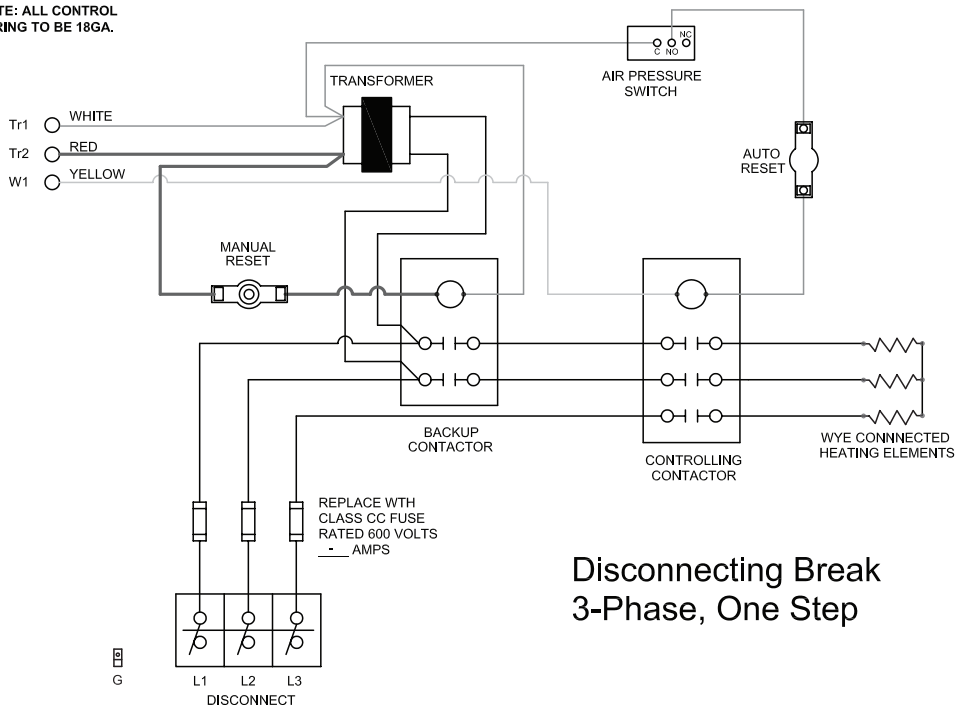 TE: ALL CONTROL
RING TO BE 18GA.
NC
C NO
AIR PRESSURE
SWITCH
TRANSFORMER
Tr1 WHITE
Tr2 RED
W1 YELLOW
AUTO
RESET
MANUAL
RESET
BACKUP
CONTACTOR
CONTROLLING
CONTACTOR
WYE CONNNECTED
HEATING ELEMENTS
REPLACE WTH
CLASS CC FUSE
RATED 600 VOLTS
- AMPS
Disconnecting Break
3-Phase, One Step
G L1 L2 L3
DISCONNECT